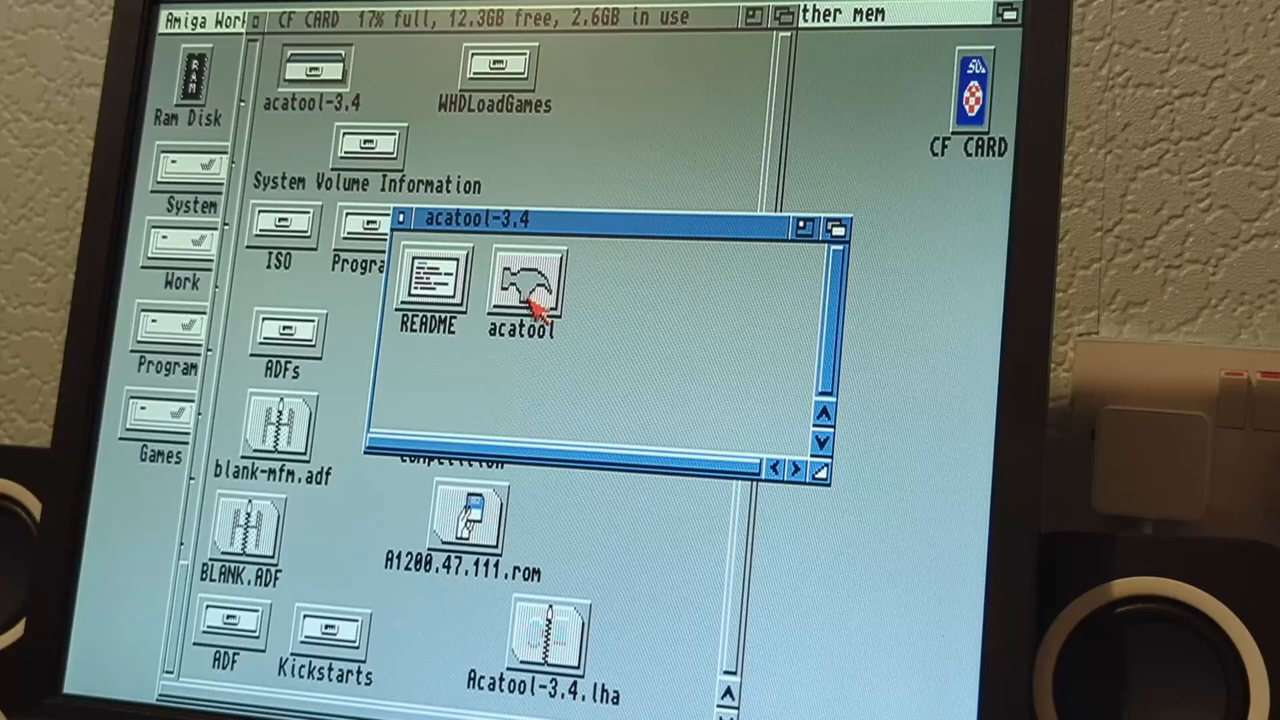 Amiga Work
CF CARD 17% full, 12.3GB free, 2.6GB in use
ther mem
RAM
Ram Disk
acatool-3.4
WHDLoadGames
CF CARD
System
System Volume Information
acatool-3.4
Work
ISO
Progra
README
acatool
Program
ADFs
Games
blank-mfm.adf
BLANK.ADF
A1200.47.111.rom
ADF
Kickstarts
Acatool-3.4.lha